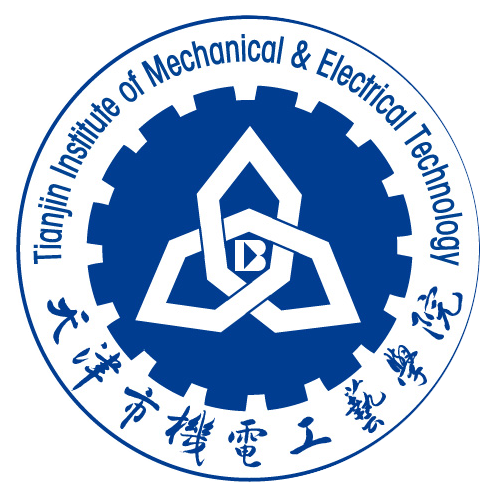 Tianjin Institute of Mechanical & Electrical Technology
天津市機電工藝學院